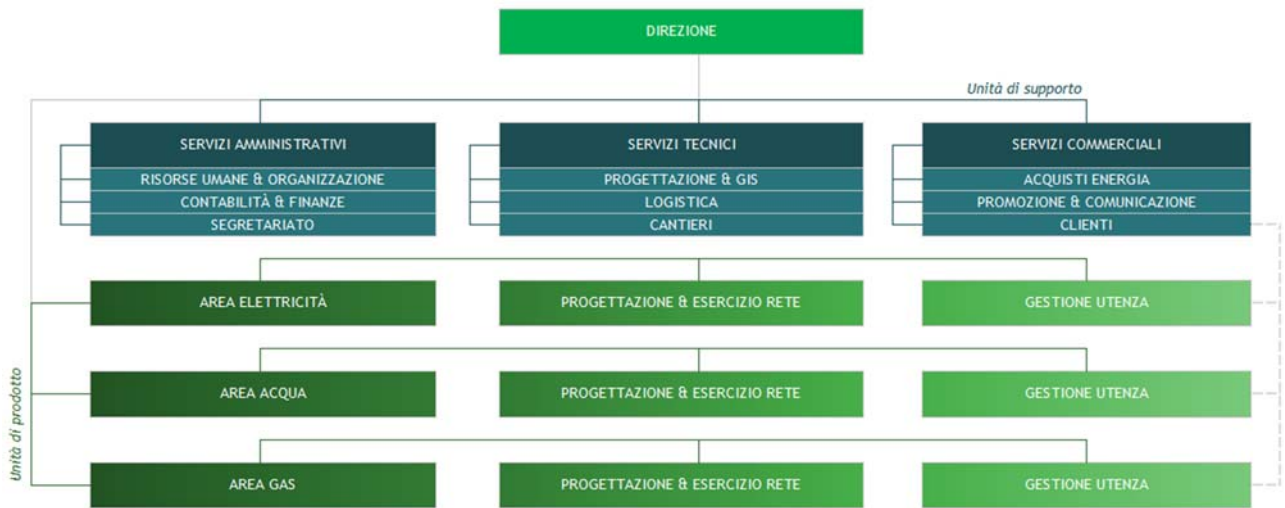 DIREZIONE
Unità di supporto
SERVIZI AMMINISTRATIVI
RISORSE UMANE & ORGANIZZAZIONE
CONTABILITÀ & FINANZE
SEGRETARIATO
SERVIZI TECNICI
PROGETTAZIONE & GIS
LOGISTICA
CANTIERI
SERVIZI COMMERCIALI
ACQUISTI ENERGIA
PROMOZIONE & COMUNICAZIONE
CLIENTI
Unità di prodotto
AREA ELETTRICITÀ
PROGETTAZIONE & ESERCIZIO RETE
GESTIONE UTENZA
AREA ACQUA
PROGETTAZIONE & ESERCIZIO RETE
GESTIONE UTENZA
AREA GAS
PROGETTAZIONE & ESERCIZIO RETE
GESTIONE UTENZA